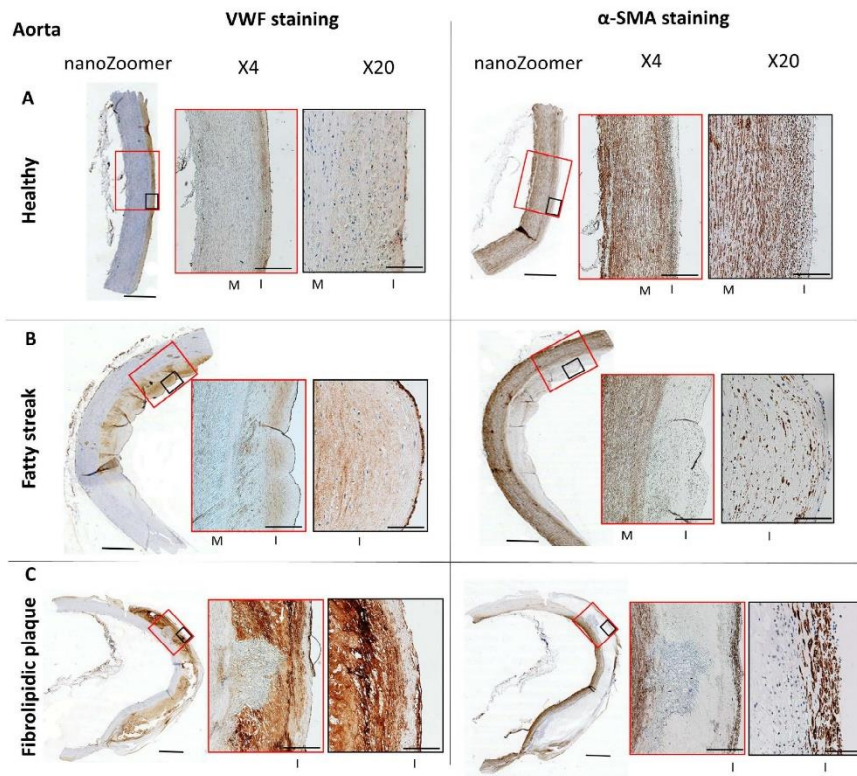 Aorta
VWF staining
α-SMA staining
nanoZoomer X4 X20
nanoZoomer X4 X20
A
Healthy
M I M I
M I M I
B
Fatty streak
M I I
M I I
C
Fibrolipidic plaque
I
I I